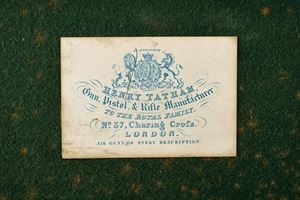 HENRY TATHAM,
Gun, Pistol, & Rifle Manufacturer
TO THE ROYAL FAMILY.
No. 37, Charing Cross.
LONDON.
AIR GUNS OF EVERY DESCRIPTION.